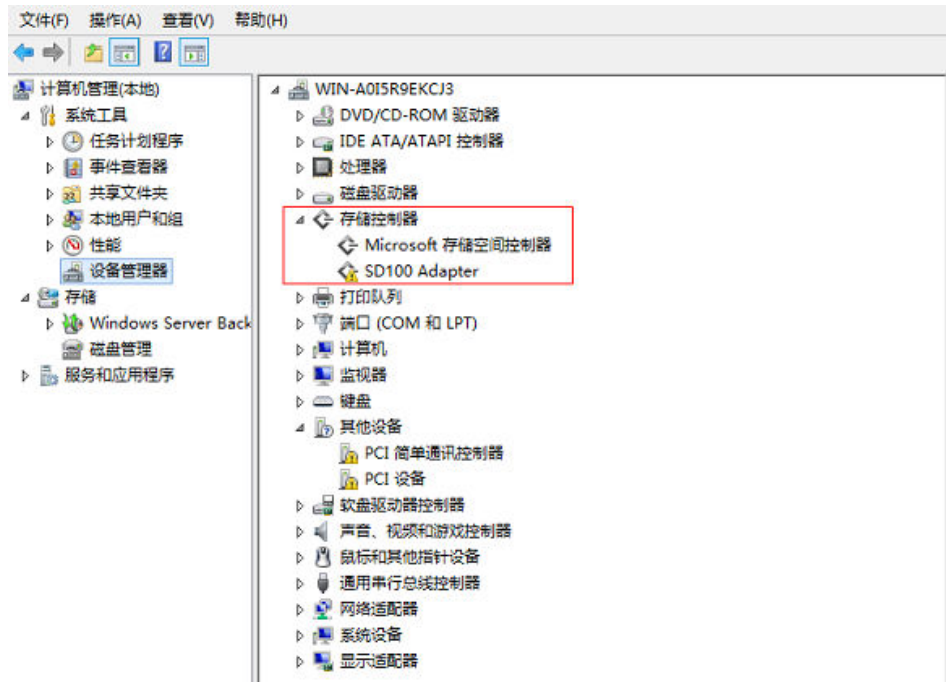 文件(F) 操作(A) 查看(V) 帮助(H)
计算机管理(本地)
系统工具
任务计划程序
事件查看器
共享文件夹
本地用户和组
性能
设备管理器
存储
Windows Server Back
磁盘管理
服务和应用程序
WIN-A0I5R9EKCJ3
DVD/CD-ROM 驱动器
IDE ATA/ATAPI 控制器
处理器
磁盘驱动器
存储控制器
Microsoft 存储空间控制器
SD100 Adapter
打印队列
端口 (COM 和 LPT)
计算机
监视器
键盘
其他设备
PCI 简单通讯控制器
PCI 设备
软盘驱动器控制器
声音、视频和游戏控制器
鼠标和其他指针设备
通用串行总线控制器
网络适配器
系统设备
显示适配器